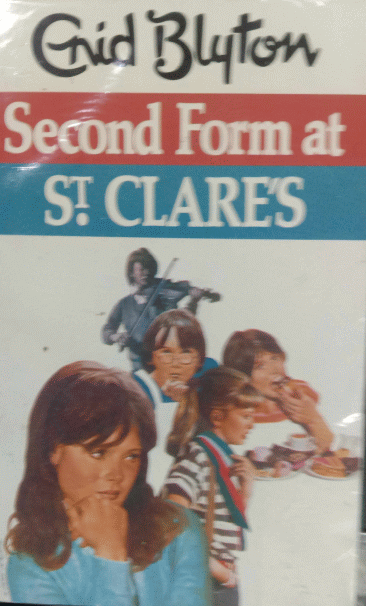 Enid Blyton
Second Form at
ST. CLARE'S